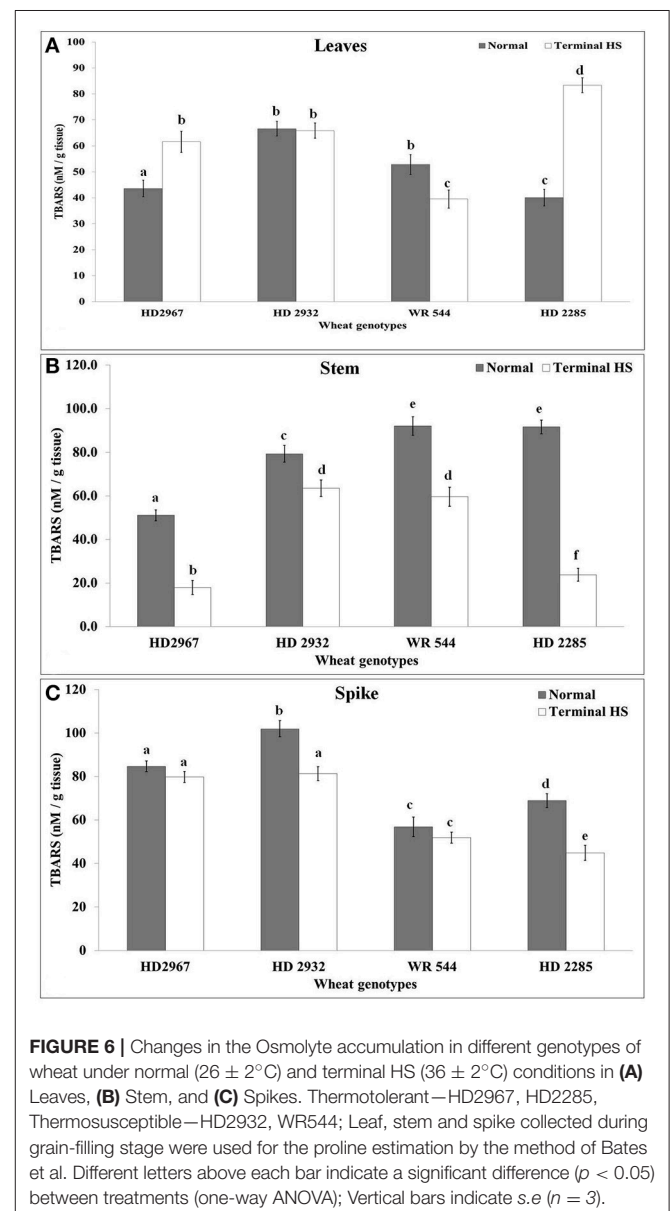 A
Leaves
Normal
Terminal HS
TBARS (nM / g tissue)
100
90
80
70
60
50
40
30
20
10
0
a
b
b
b
b
c
c
d
HD2967
HD 2932
WR 544
HD 2285
Wheat genotypes
B
Stem
Normal
Terminal HS
TBARS (nM / g tissue)
120.0
100.0
80.0
60.0
40.0
20.0
0.0
a
b
c
d
e
d
e
f
HD2967
HD 2932
WR 544
HD 2285
Wheat genotypes
C
Spike
Normal
Terminal HS
TBARS (nM / g tissue)
120
100
80
60
40
20
0
a
a
b
a
c
c
d
e
HD2967
HD 2932
WR 544
HD 2285
Wheat genotypes
FIGURE 6 | Changes in the Osmolyte accumulation in different genotypes of
wheat under normal (26 ± 2°C) and terminal HS (36 ± 2°C) conditions in (A)
Leaves, (B) Stem, and (C) Spikes. Thermotolerant—HD2967, HD2285,
Thermosusceptible—HD2932, WR544; Leaf, stem and spike collected during
grain-filling stage were used for the proline estimation by the method of Bates
et al. Different letters above each bar indicate a significant difference (p < 0.05)
between treatments (one-way ANOVA); Vertical bars indicate s.e (n = 3).